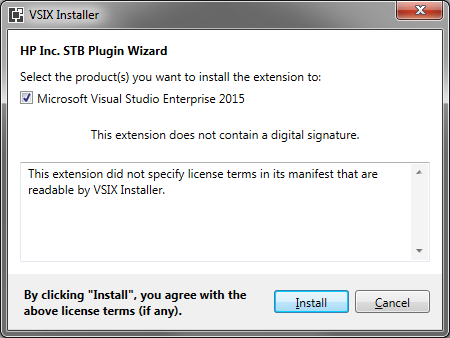 VSIX Installer
HP Inc. STB Plugin Wizard
Select the product(s) you want to install the extension to:
Microsoft Visual Studio Enterprise 2015
This extension does not contain a digital signature.
This extension did not specify license terms in its manifest that are
readable by VSIX Installer.
By clicking "Install", you agree with the
above license terms (if any).
Install
Cancel